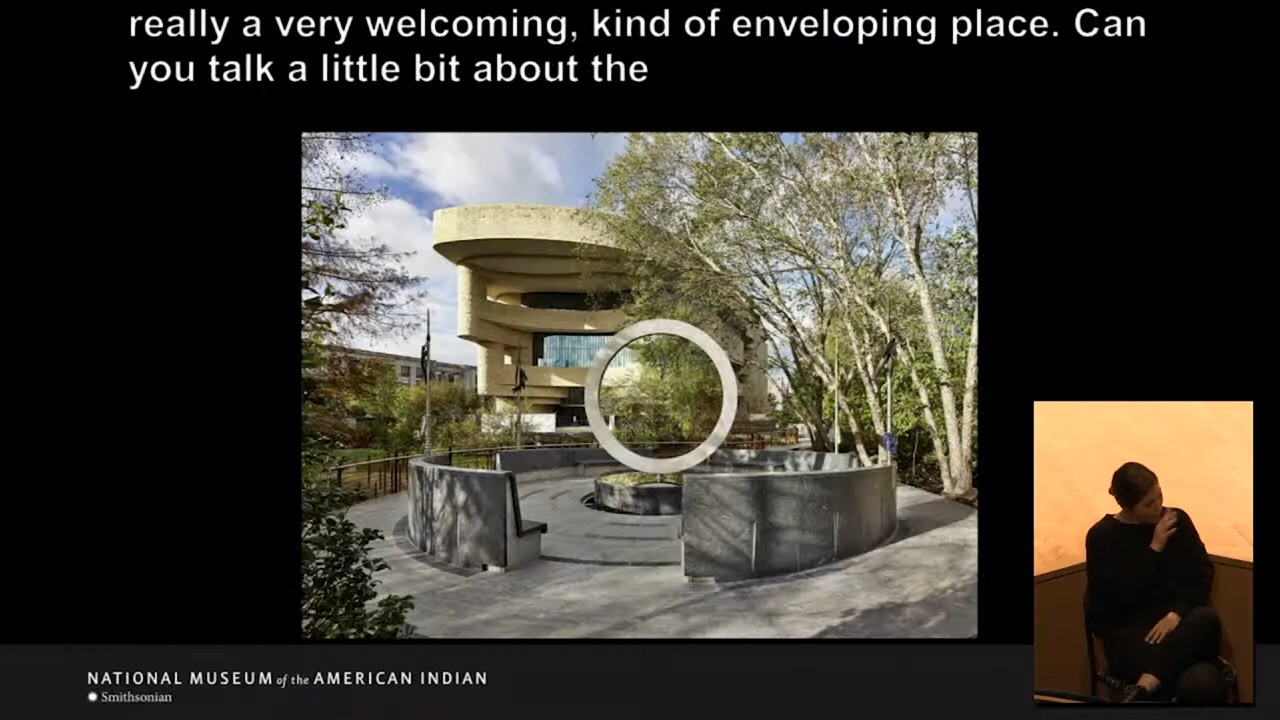 really a very welcoming, kind of enveloping place. Can
you talk a little bit about the
NATIONAL MUSEUM of the AMERICAN INDIAN
Smithsonian